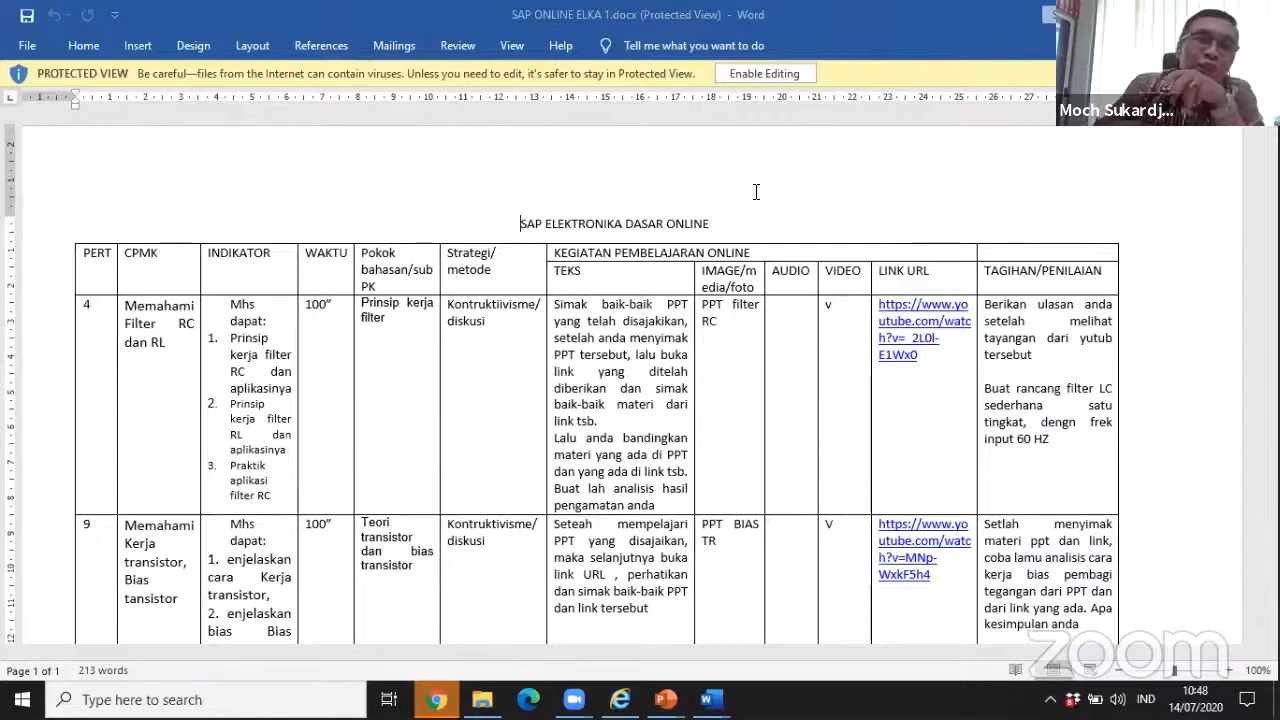 SAP ONLINE ELKA 1.docx (Protected View) - Word
File Home Insert Design Layout References Mailings Review View Help Tell me what you want to do
PROTECTED VIEW Be careful—files from the Internet can contain viruses. Unless you need to edit, it's safer to stay in Protected View. Enable Editing
Moch Sukardj...
SAP ELEKTRONIKA DASAR ONLINE
PERT
CPMK
INDIKATOR
WAKTU
Pokok
bahasan/sub
PK
Strategi/
metode
KEGIATAN PEMBELAJARAN ONLINE
TEKS
IMAGE/m
edia/foto
AUDIO
VIDEO
LINK URL
TAGIHAN/PENILAIAN
4
Memahami
Filter RC
dan RL
Mhs
dapat:
1. Prinsip
kerja filter
RC dan
aplikasinya
2. Prinsip
kerja filter
RL dan
aplikasinya
3. Praktik
aplikasi
filter RC
100"
Prinsip kerja
filter
Kontruktiivisme/
diskusi
Simak baik-baik PPT
yang telah disajakikan,
setelah anda menyimak
PPT tersebut, lalu buka
link yang ditelah
diberikan dan simak
baik-baik materi dari
link tsb.
Lalu anda bandingkan
materi yang ada di PPT
dan yang ada di link tsb.
Buat lah analisis hasil
pengamatan anda
PPT filter
RC
v
https://www.yo
utube.com/watc
h?v=_2L0l-
E1Wx0
Berikan ulasan anda
setelah melihat
tayangan dari yutub
tersebut
Buat rancang filter LC
sederhana satu
tingkat, dengn frek
input 60 HZ
9
Memahami
Kerja
transistor,
Bias
tansistor
Mhs
dapat:
1. enjelaskan
cara Kerja
transistor,
2. enjelaskan
bias Bias
100"
Teori
transistor
dan bias
transistor
Kontruktivisme/
diskusi
Seteah mempelajari
PPT yang disajaikan,
maka selanjutnya buka
link URL , perhatikan
dan simak baik-baik PPT
dan link tersebut
PPT BIAS
TR
V
https://www.yo
utube.com/watc
h?v=MNp-
WxkF5h4
Setlah menyimak
materi ppt dan link,
coba lamu analisis cara
kerja bias pembagi
tegangan dari PPT dan
dari link yang ada. Apa
kesimpulan anda
zoom
Page 1 of 1 213 words 100%
Type here to search
IND
10:48
14/07/2020